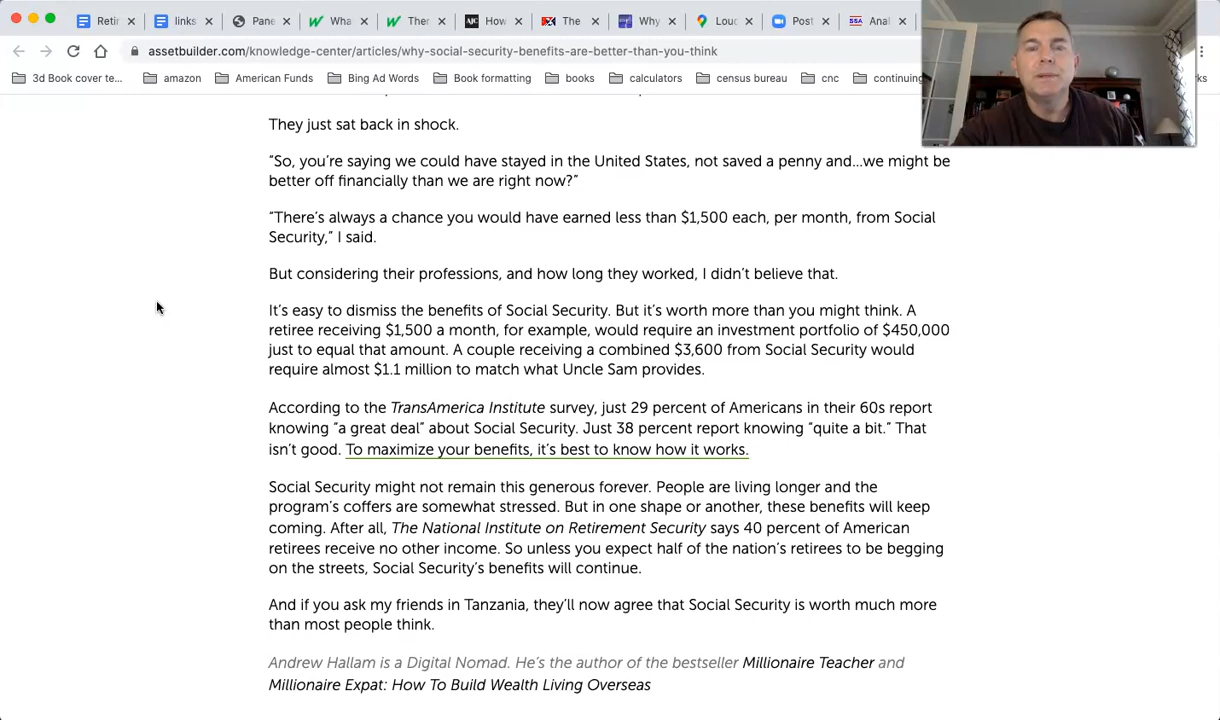 Retir
links
Pane
Wha
Ther
How
The
Why
Loud
Post
Anal
assetbuilder.com/knowledge-center/articles/why-social-security-benefits-are-better-than-you-think
3d Book cover te...
amazon
American Funds
Bing Ad Words
Book formatting
books
calculators
census bureau
cnc
continuing
They just sat back in shock.
"So, you're saying we could have stayed in the United States, not saved a penny and...we might be
better off financially than we are right now?"
"There's always a chance you would have earned less than $1,500 each, per month, from Social
Security," I said.
But considering their professions, and how long they worked, I didn't believe that.
It's easy to dismiss the benefits of Social Security. But it's worth more than you might think. A
retiree receiving $1,500 a month, for example, would require an investment portfolio of $450,000
just to equal that amount. A couple receiving a combined $3,600 from Social Security would
require almost $1.1 million to match what Uncle Sam provides.
According to the TransAmerica Institute survey, just 29 percent of Americans in their 60s report
knowing "a great deal" about Social Security. Just 38 percent report knowing "quite a bit." That
isn't good. To maximize your benefits, it's best to know how it works.
Social Security might not remain this generous forever. People are living longer and the
program's coffers are somewhat stressed. But in one shape or another, these benefits will keep
coming. After all, The National Institute on Retirement Security says 40 percent of American
retirees receive no other income. So unless you expect half of the nation's retirees to be begging
on the streets, Social Security's benefits will continue.
And if you ask my friends in Tanzania, they'll now agree that Social Security is worth much more
than most people think.
Andrew Hallam is a Digital Nomad. He's the author of the bestseller Millionaire Teacher and
Millionaire Expat: How To Build Wealth Living Overseas